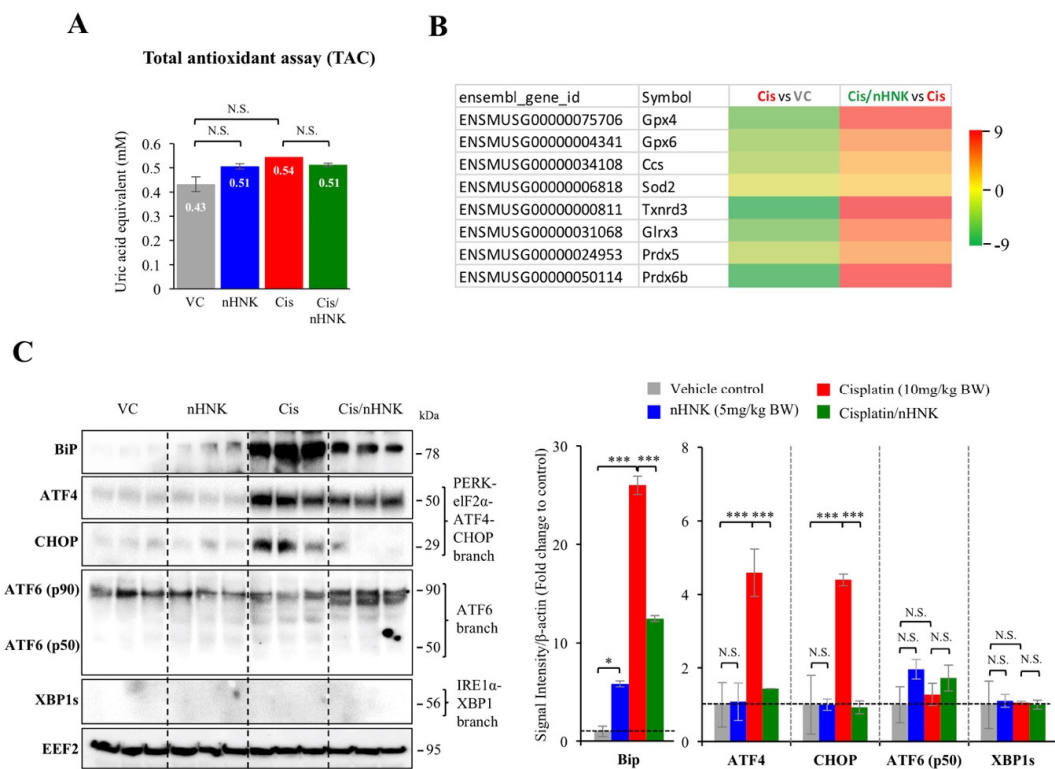 A
Total antioxidant assay (TAC)
Uric acid equivalent (mM)
0.6
0.5
0.4
0.3
0.2
0.1
0
N.S.
N.S.
N.S.
0.43
0.51
0.54
0.51
VC
nHNK
Cis
Cis/
nHNK
B
ensembl_gene_id Symbol Cis vs VC Cis/nHNK vs Cis
ENSMUSG00000075706 Gpx4
ENSMUSG00000004341 Gpx6
ENSMUSG00000034108 Ccs
ENSMUSG00000006818 Sod2
ENSMUSG00000000811 Txnrd3
ENSMUSG00000031068 Glrx3
ENSMUSG00000024953 Prdx5
ENSMUSG00000050114 Prdx6b
9
0
-9
C
VC nHNK Cis Cis/nHNK kDa
BiP
78
ATF4
50
CHOP
29
PERK-
eIF2α-
ATF4-
CHOP
branch
ATF6 (p90)
90
ATF6 (p50)
50
ATF6
branch
XBP1s
56
IRE1α-
XBP1
branch
EEF2
95
Vehicle control
nHNK (5mg/kg BW)
Cisplatin (10mg/kg BW)
Cisplatin/nHNK
Signal Intensity/β-actin (Fold change to control)
30
20
10
0
*** ***
*
Bip
8
6
4
2
0
*** ***
N.S.
ATF4
*** ***
N.S.
CHOP
N.S.
N.S. N.S.
ATF6 (p50)
N.S.
N.S. N.S.
XBP1s